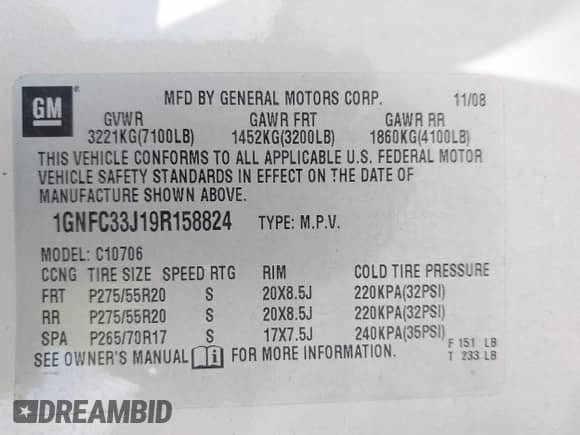 GM ®
MFD BY GENERAL MOTORS CORP. 11/08
GVWR GAWR FRT GAWR RR
3221KG(7100LB) 1452KG(3200LB) 1860KG(4100LB)
THIS VEHICLE CONFORMS TO ALL APPLICABLE U.S. FEDERAL MOTOR
VEHICLE SAFETY STANDARDS IN EFFECT ON THE DATE OF
MANUFACTURE SHOWN ABOVE.
1GNFC33J19R158824 TYPE: M.P.V.
MODEL: C10706
CCNG TIRE SIZE SPEED RTG RIM COLD TIRE PRESSURE
FRT P275/55R20 S 20X8.5J 220KPA(32PSI)
RR P275/55R20 S 20X8.5J 220KPA(32PSI)
SPA P265/70R17 S 17X7.5J 240KPA(35PSI)
F 151 LB
SEE OWNER'S MANUAL i FOR MORE INFORMATION. T 233 LB
DREAMBID